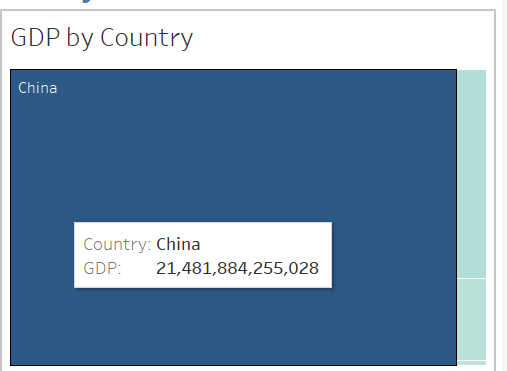 GDP by Country
China
Country: China
GDP: 21,481,884,255,028